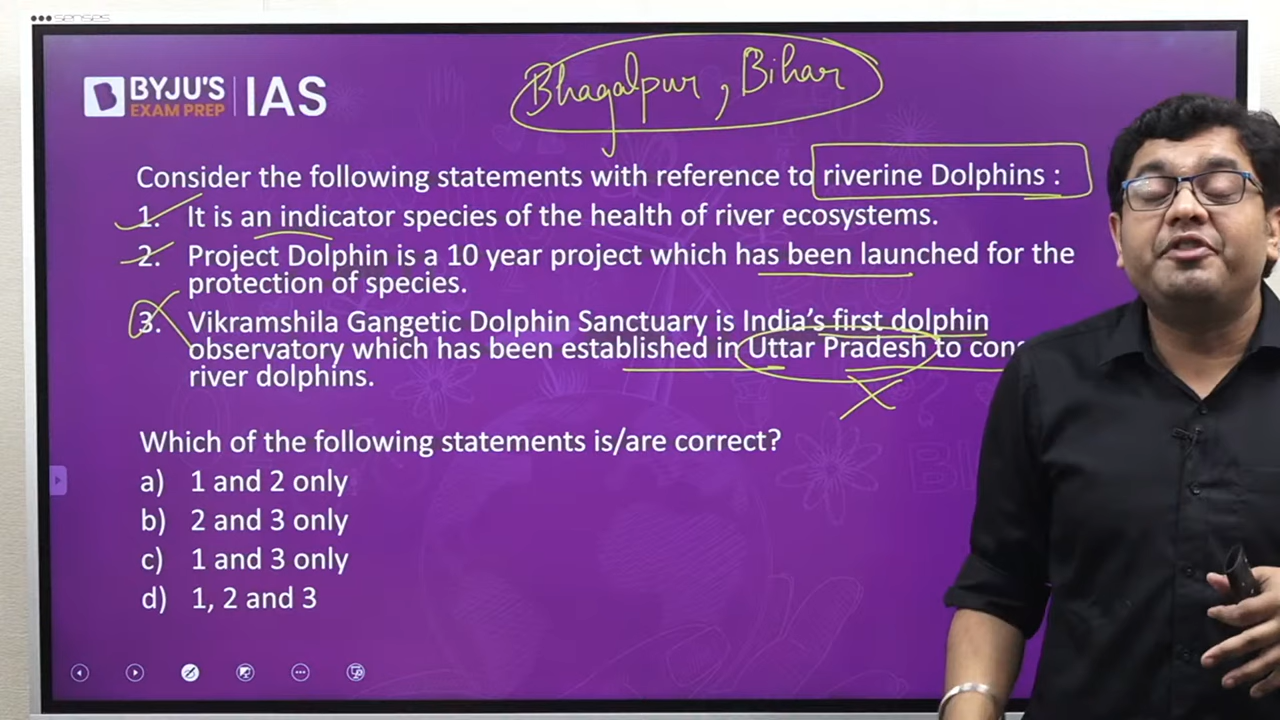 senses
BYJU'S
EXAM PREP
IAS
Bhagalpur, Bihar
Consider the following statements with reference to riverine Dolphins :
1. It is an indicator species of the health of river ecosystems.
2. Project Dolphin is a 10 year project which has been launched for the
protection of species.
3. Vikramshila Gangetic Dolphin Sanctuary is India's first dolphin
observatory which has been established in Uttar Pradesh to
river dolphins.
Which of the following statements is/are correct?
a) 1 and 2 only
b) 2 and 3 only
c) 1 and 3 only
d) 1, 2 and 3